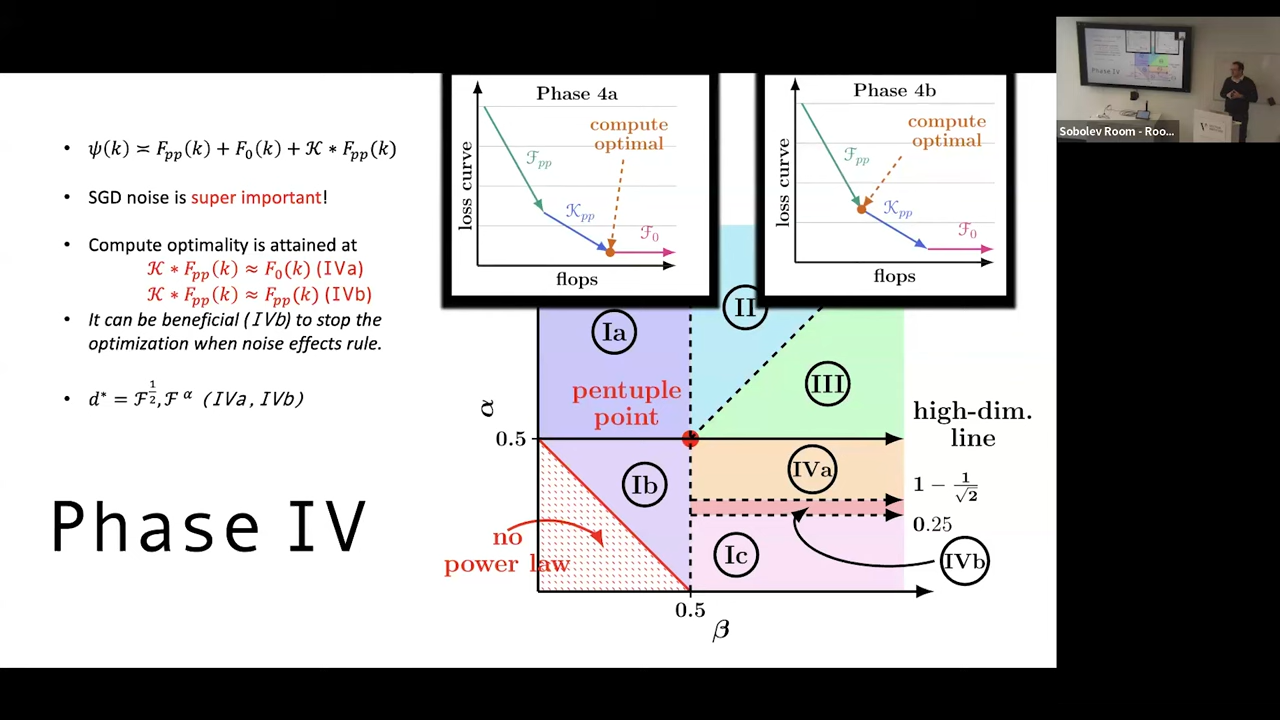 • ψ(k) ≍ F_pp(k) + F_0(k) + 𝒦 * F_pp(k)
• SGD noise is super important!
• Compute optimality is attained at
𝒦 * F_pp(k) ≈ F_0(k) (IVa)
𝒦 * F_pp(k) ≈ F_pp(k) (IVb)
• It can be beneficial (IVb) to stop the
optimization when noise effects rule.
• d* = ℱ^{1/2}, ℱ^α (IVa, IVb)
Phase IV
Phase 4a
compute
optimal
ℱ_pp
𝒦_pp
ℱ_0
loss curve
flops
Phase 4b
compute
optimal
ℱ_pp
𝒦_pp
ℱ_0
loss curve
flops
Ia
II
III
pentuple
point
α
0.5
high-dim.
line
IVa
Ib
1 − 1/√2
0.25
no
power law
Ic
IVb
0.5
β
Phase IV
Sobolev Room - Roo...